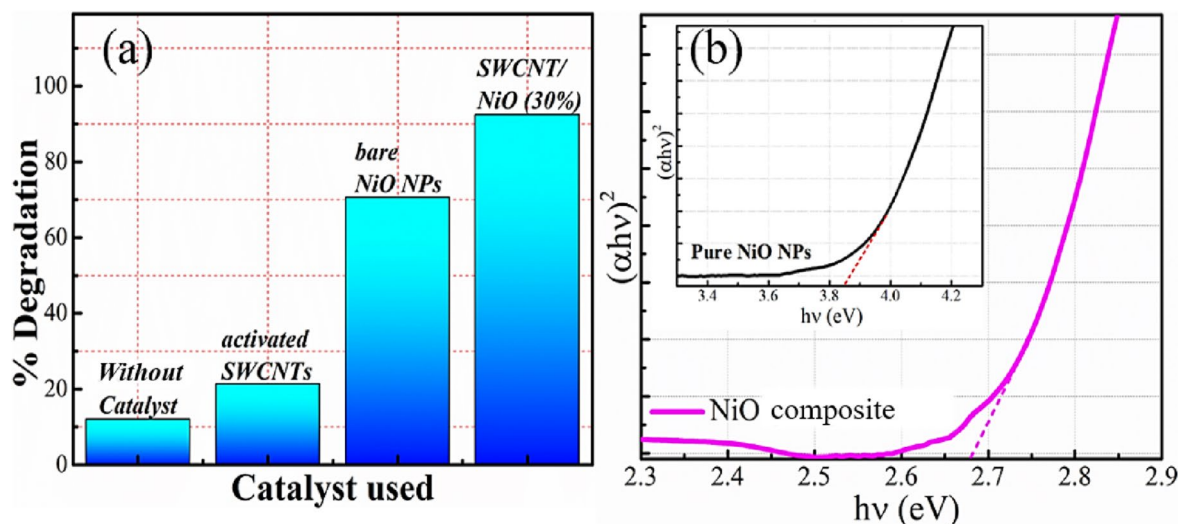 (a)
% Degradation
100
80
60
40
20
0
Without
Catalyst
activated
SWCNTs
bare
NiO NPs
SWCNT/
NiO (30%)
Catalyst used
(b)
(αhν)²
(αhν)²
Pure NiO NPs
3.4 3.6 3.8 4.0 4.2
hν (eV)
NiO composite
2.3 2.4 2.5 2.6 2.7 2.8 2.9
hν (eV)